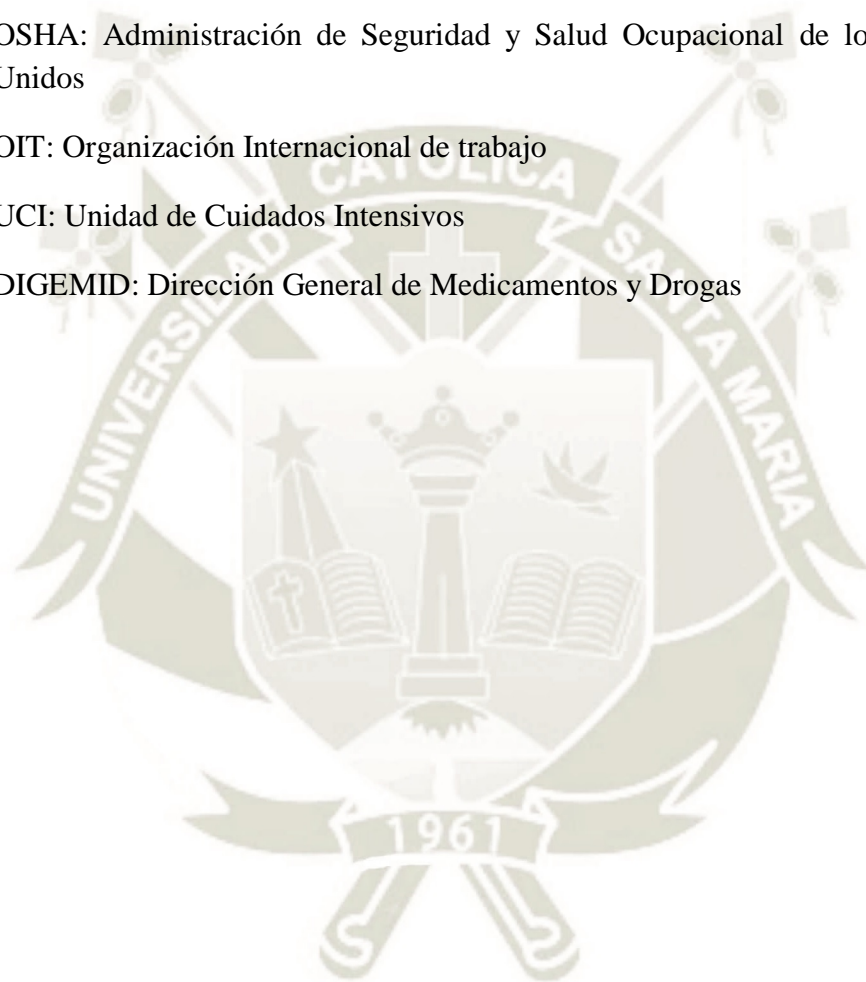 OSHA: Administración de Seguridad y Salud Ocupacional de lo
Unidos
OIT: Organización Internacional de trabajo
UCI: Unidad de Cuidados Intensivos
DIGEMID: Dirección General de Medicamentos y Drogas
UNIVERSIDAD CATOLICA SANTA MARIA
1961